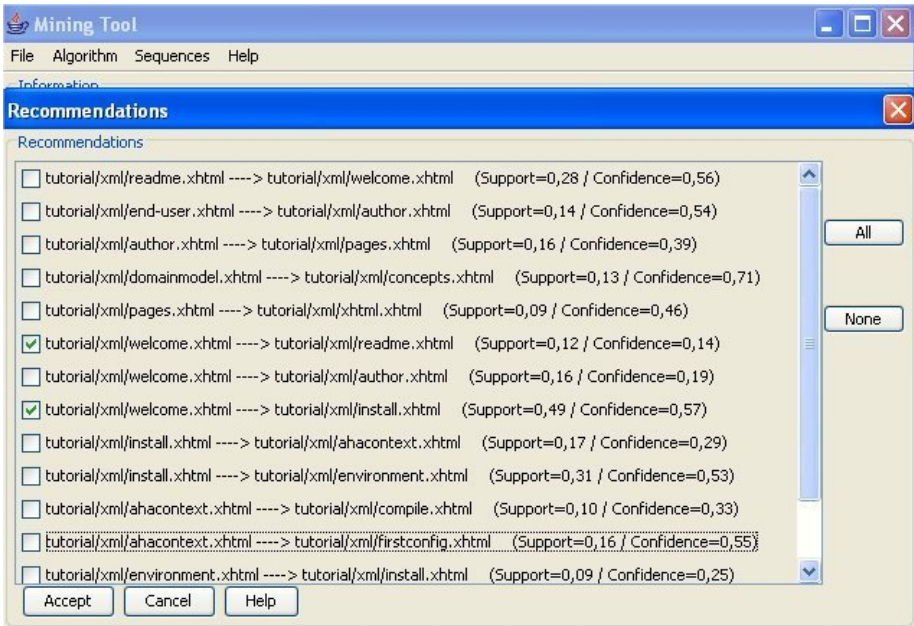 Mining Tool
File Algorithm Sequences Help
Information
Recommendations
Recommendations
tutorial/xml/readme.xhtml ----> tutorial/xml/welcome.xhtml (Support=0,28 / Confidence=0,56)
tutorial/xml/end-user.xhtml ----> tutorial/xml/author.xhtml (Support=0,14 / Confidence=0,54)
All
tutorial/xml/author.xhtml ----> tutorial/xml/pages.xhtml (Support=0,16 / Confidence=0,39)
tutorial/xml/domainmodel.xhtml ----> tutorial/xml/concepts.xhtml (Support=0,13 / Confidence=0,71)
tutorial/xml/pages.xhtml ----> tutorial/xml/xhtml.xhtml (Support=0,09 / Confidence=0,46)
None
tutorial/xml/welcome.xhtml ----> tutorial/xml/readme.xhtml (Support=0,12 / Confidence=0,14)
tutorial/xml/welcome.xhtml ----> tutorial/xml/author.xhtml (Support=0,16 / Confidence=0,19)
tutorial/xml/welcome.xhtml ----> tutorial/xml/install.xhtml (Support=0,49 / Confidence=0,57)
tutorial/xml/install.xhtml ----> tutorial/xml/ahacontext.xhtml (Support=0,17 / Confidence=0,29)
tutorial/xml/install.xhtml ----> tutorial/xml/environment.xhtml (Support=0,31 / Confidence=0,53)
tutorial/xml/ahacontext.xhtml ----> tutorial/xml/compile.xhtml (Support=0,10 / Confidence=0,33)
tutorial/xml/ahacontext.xhtml ----> tutorial/xml/firstconfig.xhtml (Support=0,16 / Confidence=0,55)
tutorial/xml/environment.xhtml ----> tutorial/xml/install.xhtml (Support=0,09 / Confidence=0,25)
Accept Cancel Help